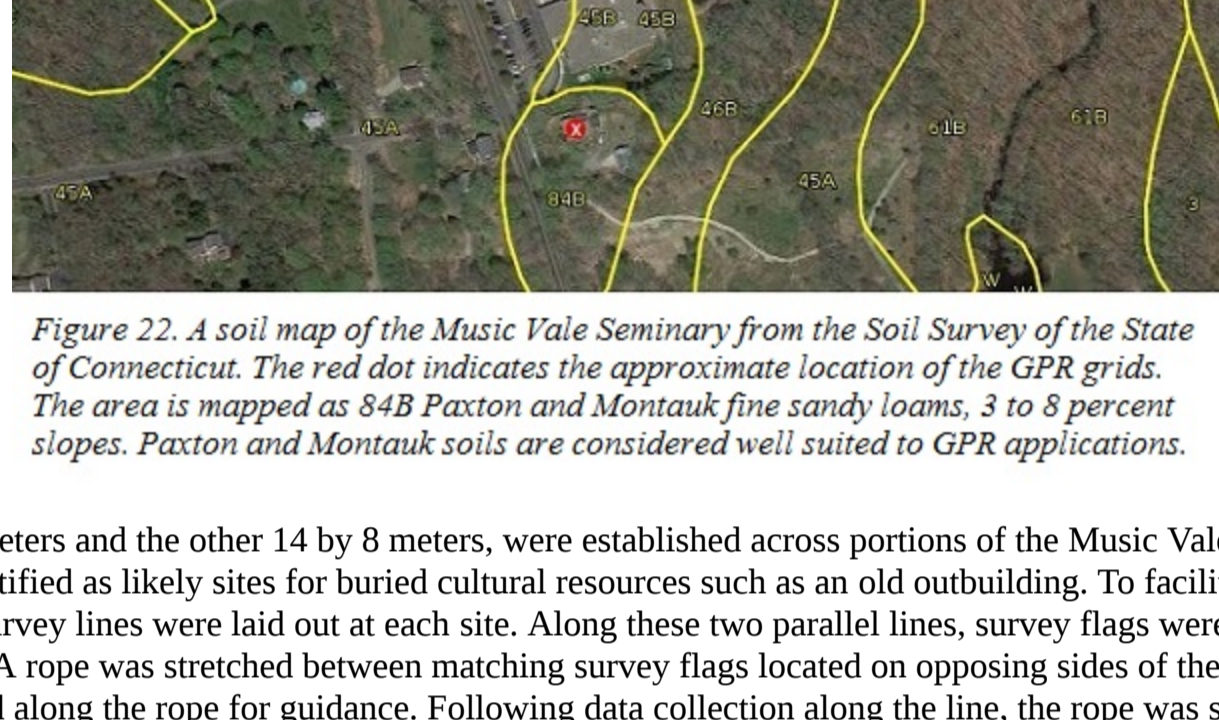 45B 45B
46B
45A
61B
61B
X
45A
45A
84B
3
W
W
Figure 22. A soil map of the Music Vale Seminary from the Soil Survey of the State
of Connecticut. The red dot indicates the approximate location of the GPR grids.
The area is mapped as 84B Paxton and Montauk fine sandy loams, 3 to 8 percent
slopes. Paxton and Montauk soils are considered well suited to GPR applications.
eters and the other 14 by 8 meters, were established across portions of the Music Val
tified as likely sites for buried cultural resources such as an old outbuilding. To facili
rvey lines were laid out at each site. Along these two parallel lines, survey flags were
A rope was stretched between matching survey flags located on opposing sides of the
l along the rope for guidance. Following data collection along the line, the rope was s